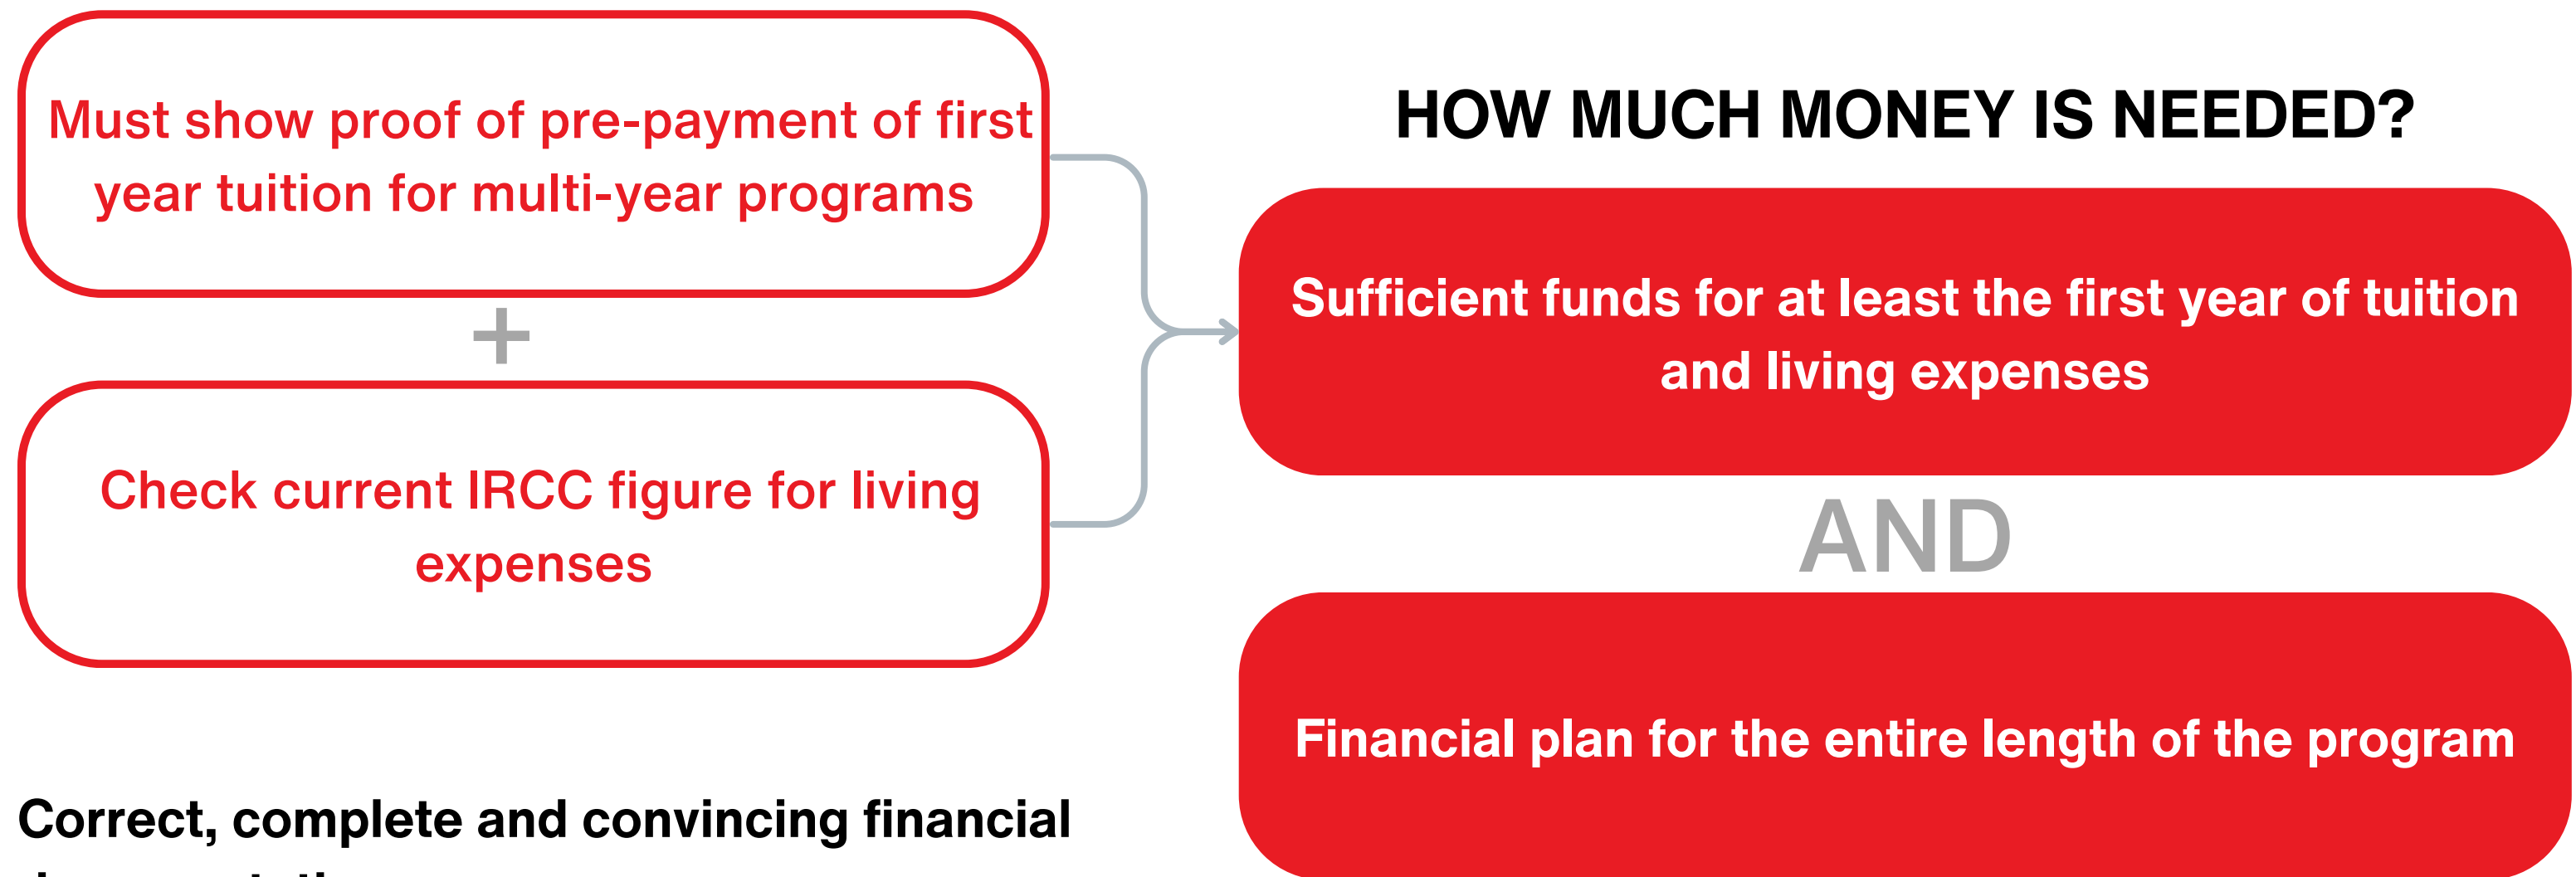 Must show proof of pre-payment of first
year tuition for multi-year programs
+
Check current IRCC figure for living
expenses
HOW MUCH MONEY IS NEEDED?
Sufficient funds for at least the first year of tuition
and living expenses
AND
Financial plan for the entire length of the program
Correct, complete and convincing financial